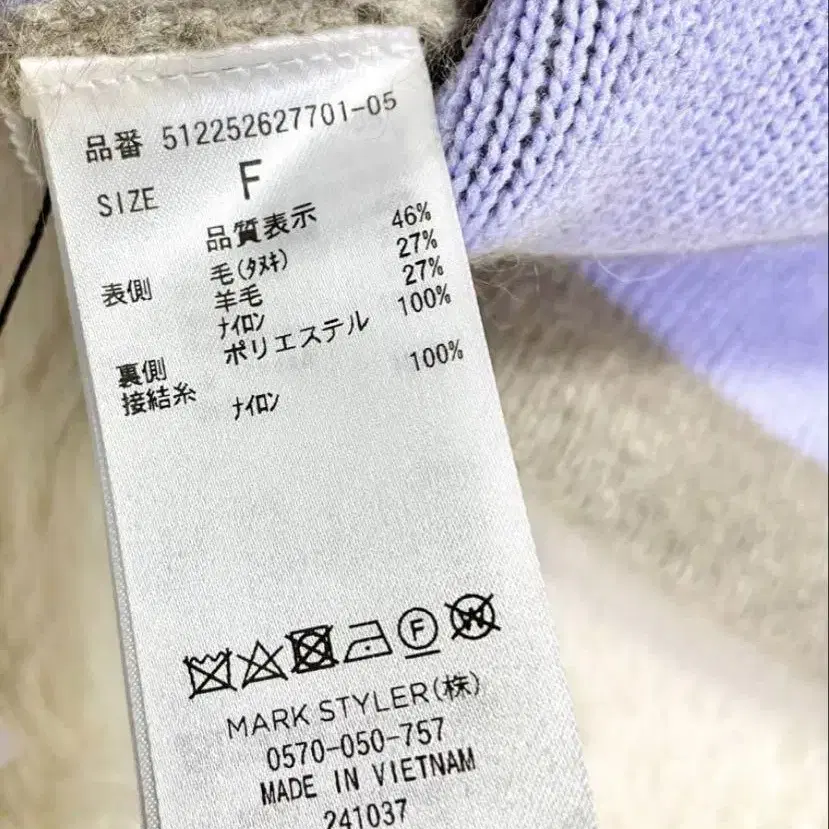 品番 512252627701-05
SIZE F
品質表示
表側 毛(タヌキ) 46%
羊毛 27%
ナイロン 27%
裏側 ポリエステル 100%
接結糸 ナイロン 100%
F
W
MARK STYLER(株)
0570-050-757
MADE IN VIETNAM
241037